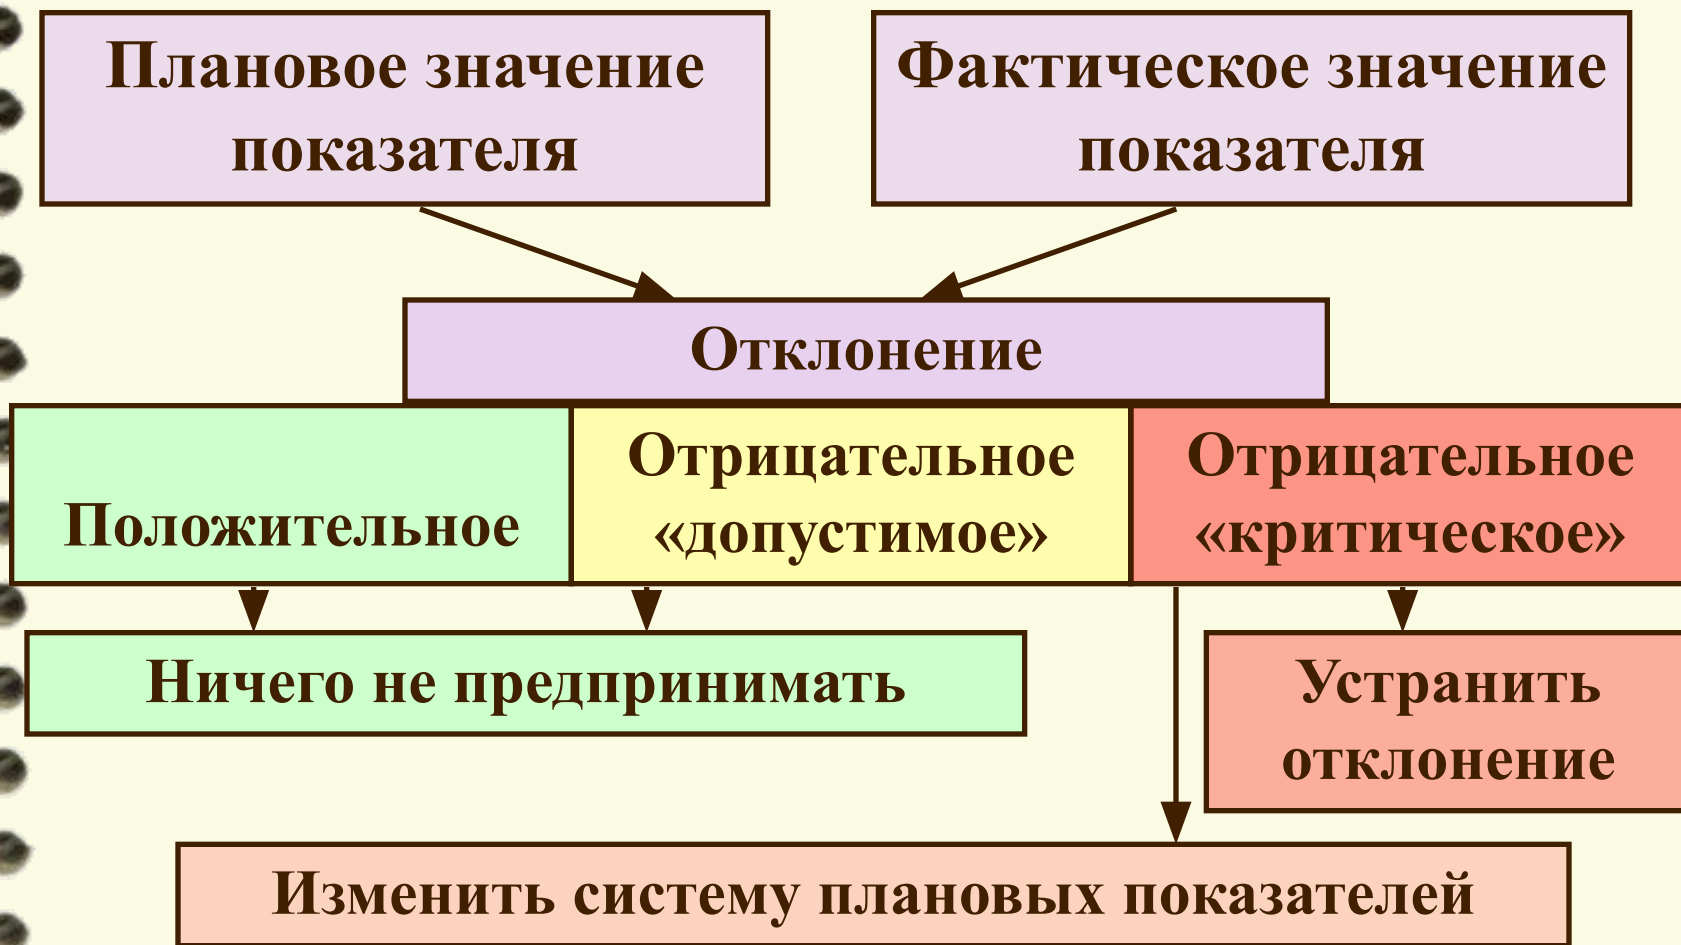 Плановое значение
показателя
Фактическое значение
показателя
Отклонение
Положительное
Отрицательное
«допустимое»
Отрицательное
«критическое»
Ничего не предпринимать
Устранить
отклонение
Изменить систему плановых показателей